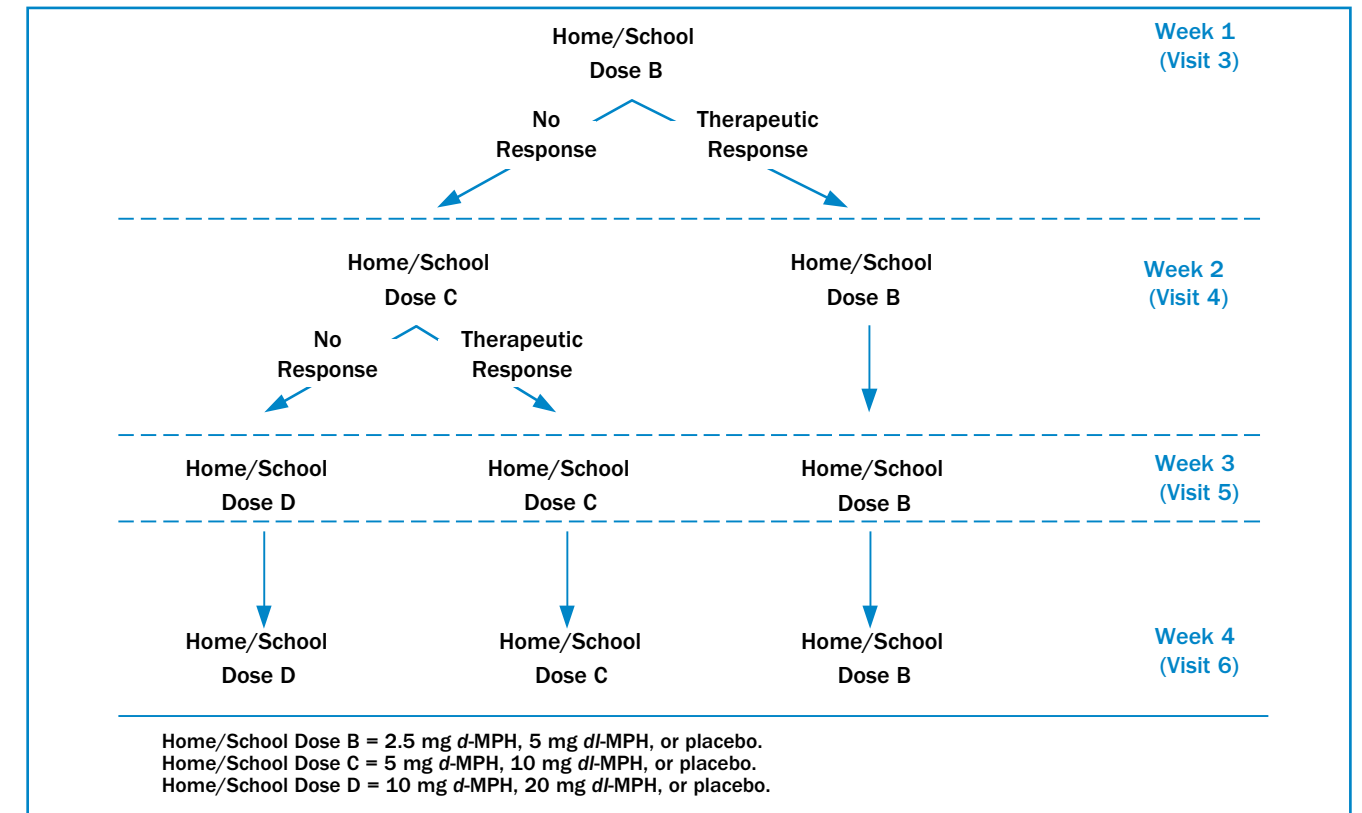 Home/School
Dose B
Week 1
(Visit 3)
No
Response
Therapeutic
Response
Home/School
Dose C
Home/School
Dose B
Week 2
(Visit 4)
No
Response
Therapeutic
Response
Home/School
Dose D
Home/School
Dose C
Home/School
Dose B
Week 3
(Visit 5)
Home/School
Dose D
Home/School
Dose C
Home/School
Dose B
Week 4
(Visit 6)
Home/School Dose B = 2.5 mg d-MPH, 5 mg dl-MPH, or placebo.
Home/School Dose C = 5 mg d-MPH, 10 mg dl-MPH, or placebo.
Home/School Dose D = 10 mg d-MPH, 20 mg dl-MPH, or placebo.